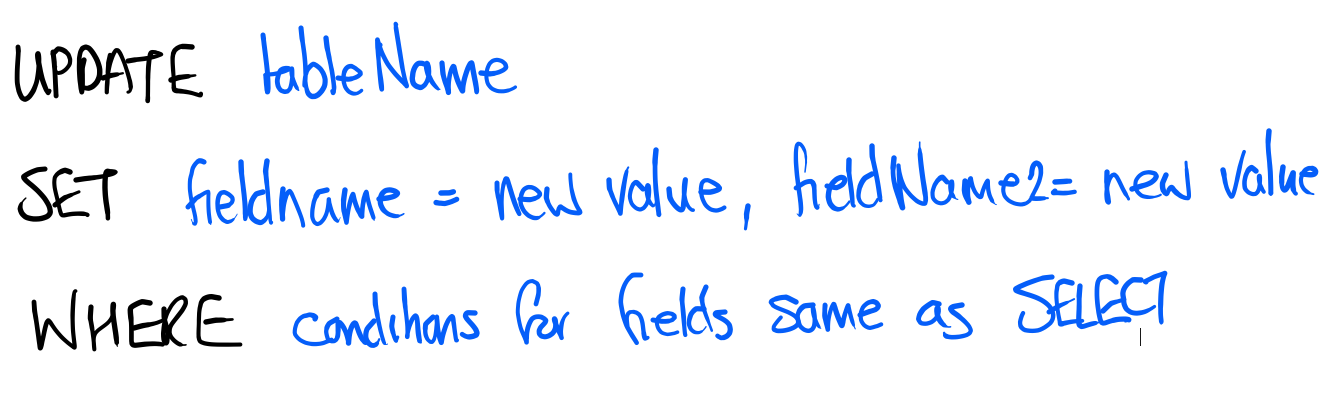 UPDATE tableName
SET fieldname = new value, fieldName2= new value
WHERE conditions for fields same as SELECT